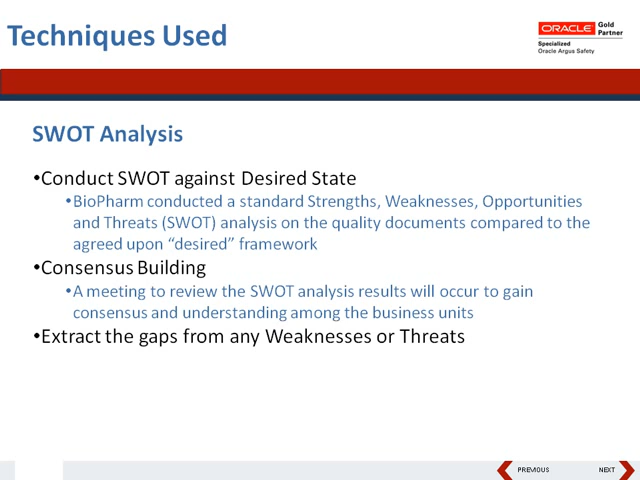 Techniques Used
ORACLE
Gold
Partner
Specialized
Oracle Argus Safety
SWOT Analysis
•Conduct SWOT against Desired State
•BioPharm conducted a standard Strengths, Weaknesses, Opportunities
and Threats (SWOT) analysis on the quality documents compared to the
agreed upon “desired” framework
•Consensus Building
•A meeting to review the SWOT analysis results will occur to gain
consensus and understanding among the business units
•Extract the gaps from any Weaknesses or Threats
PREVIOUS
NEXT